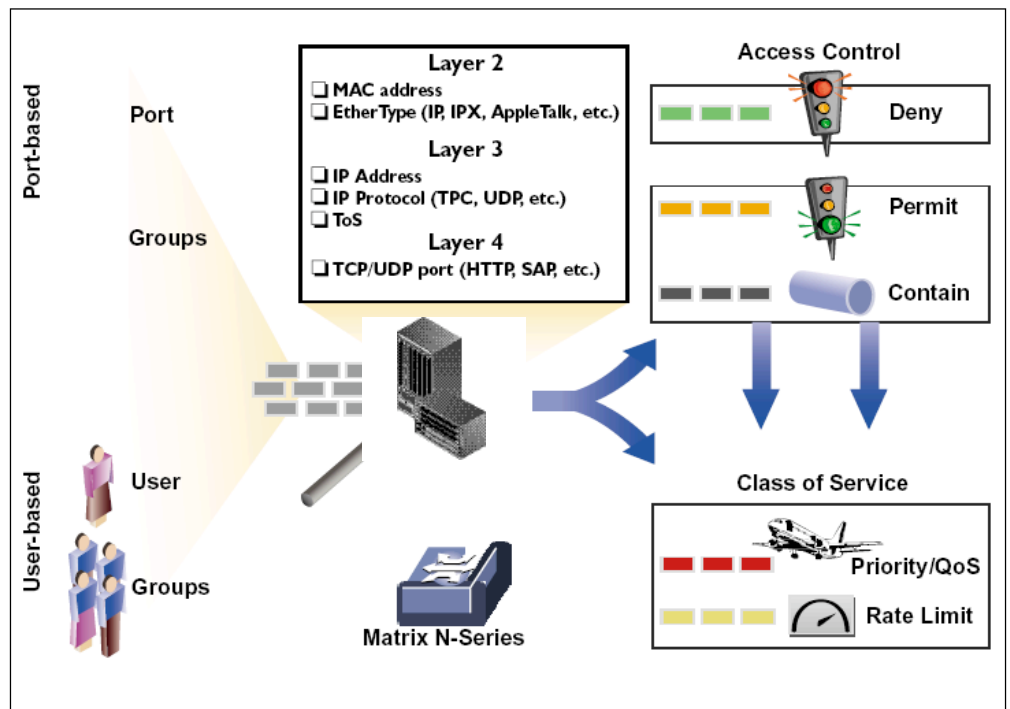 Port-based
Port
Groups
User-based
User
Groups
Layer 2
❏ MAC address
❏ EtherType (IP, IPX, AppleTalk, etc.)
Layer 3
❏ IP Address
❏ IP Protocol (TPC, UDP, etc.)
❏ ToS
Layer 4
❏ TCP/UDP port (HTTP, SAP, etc.)
Matrix N-Series
Access Control
Deny
Permit
Contain
Class of Service
Priority/QoS
Rate Limit